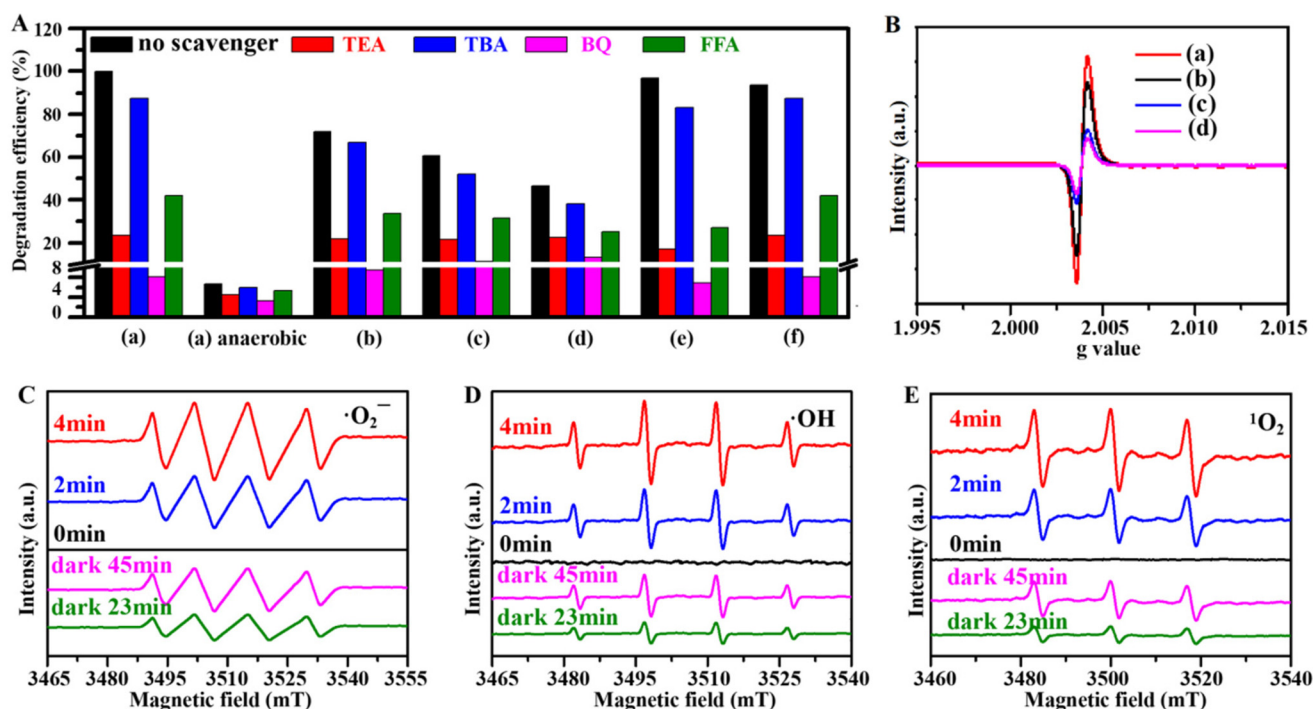 A
no scavenger TEA TBA BQ FFA
Degradation efficiency (%)
120
100
80
60
40
20
8
4
0
(a) (a) anaerobic (b) (c) (d) (e) (f)
B
(a)
(b)
(c)
(d)
Intensity (a.u.)
1.995 2.000 2.005 2.010 2.015
g value
C
·O₂⁻
4min
2min
0min
dark 45min
dark 23min
Intensity (a.u.)
3465 3480 3495 3510 3525 3540 3555
Magnetic field (mT)
D
·OH
4min
2min
0min
dark 45min
dark 23min
Intensity (a.u.)
3465 3480 3495 3510 3525 3540
Magnetic field (mT)
E
¹O₂
4min
2min
0min
dark 45min
dark 23min
Intensity (a.u.)
3460 3480 3500 3520 3540
Magnetic field (mT)